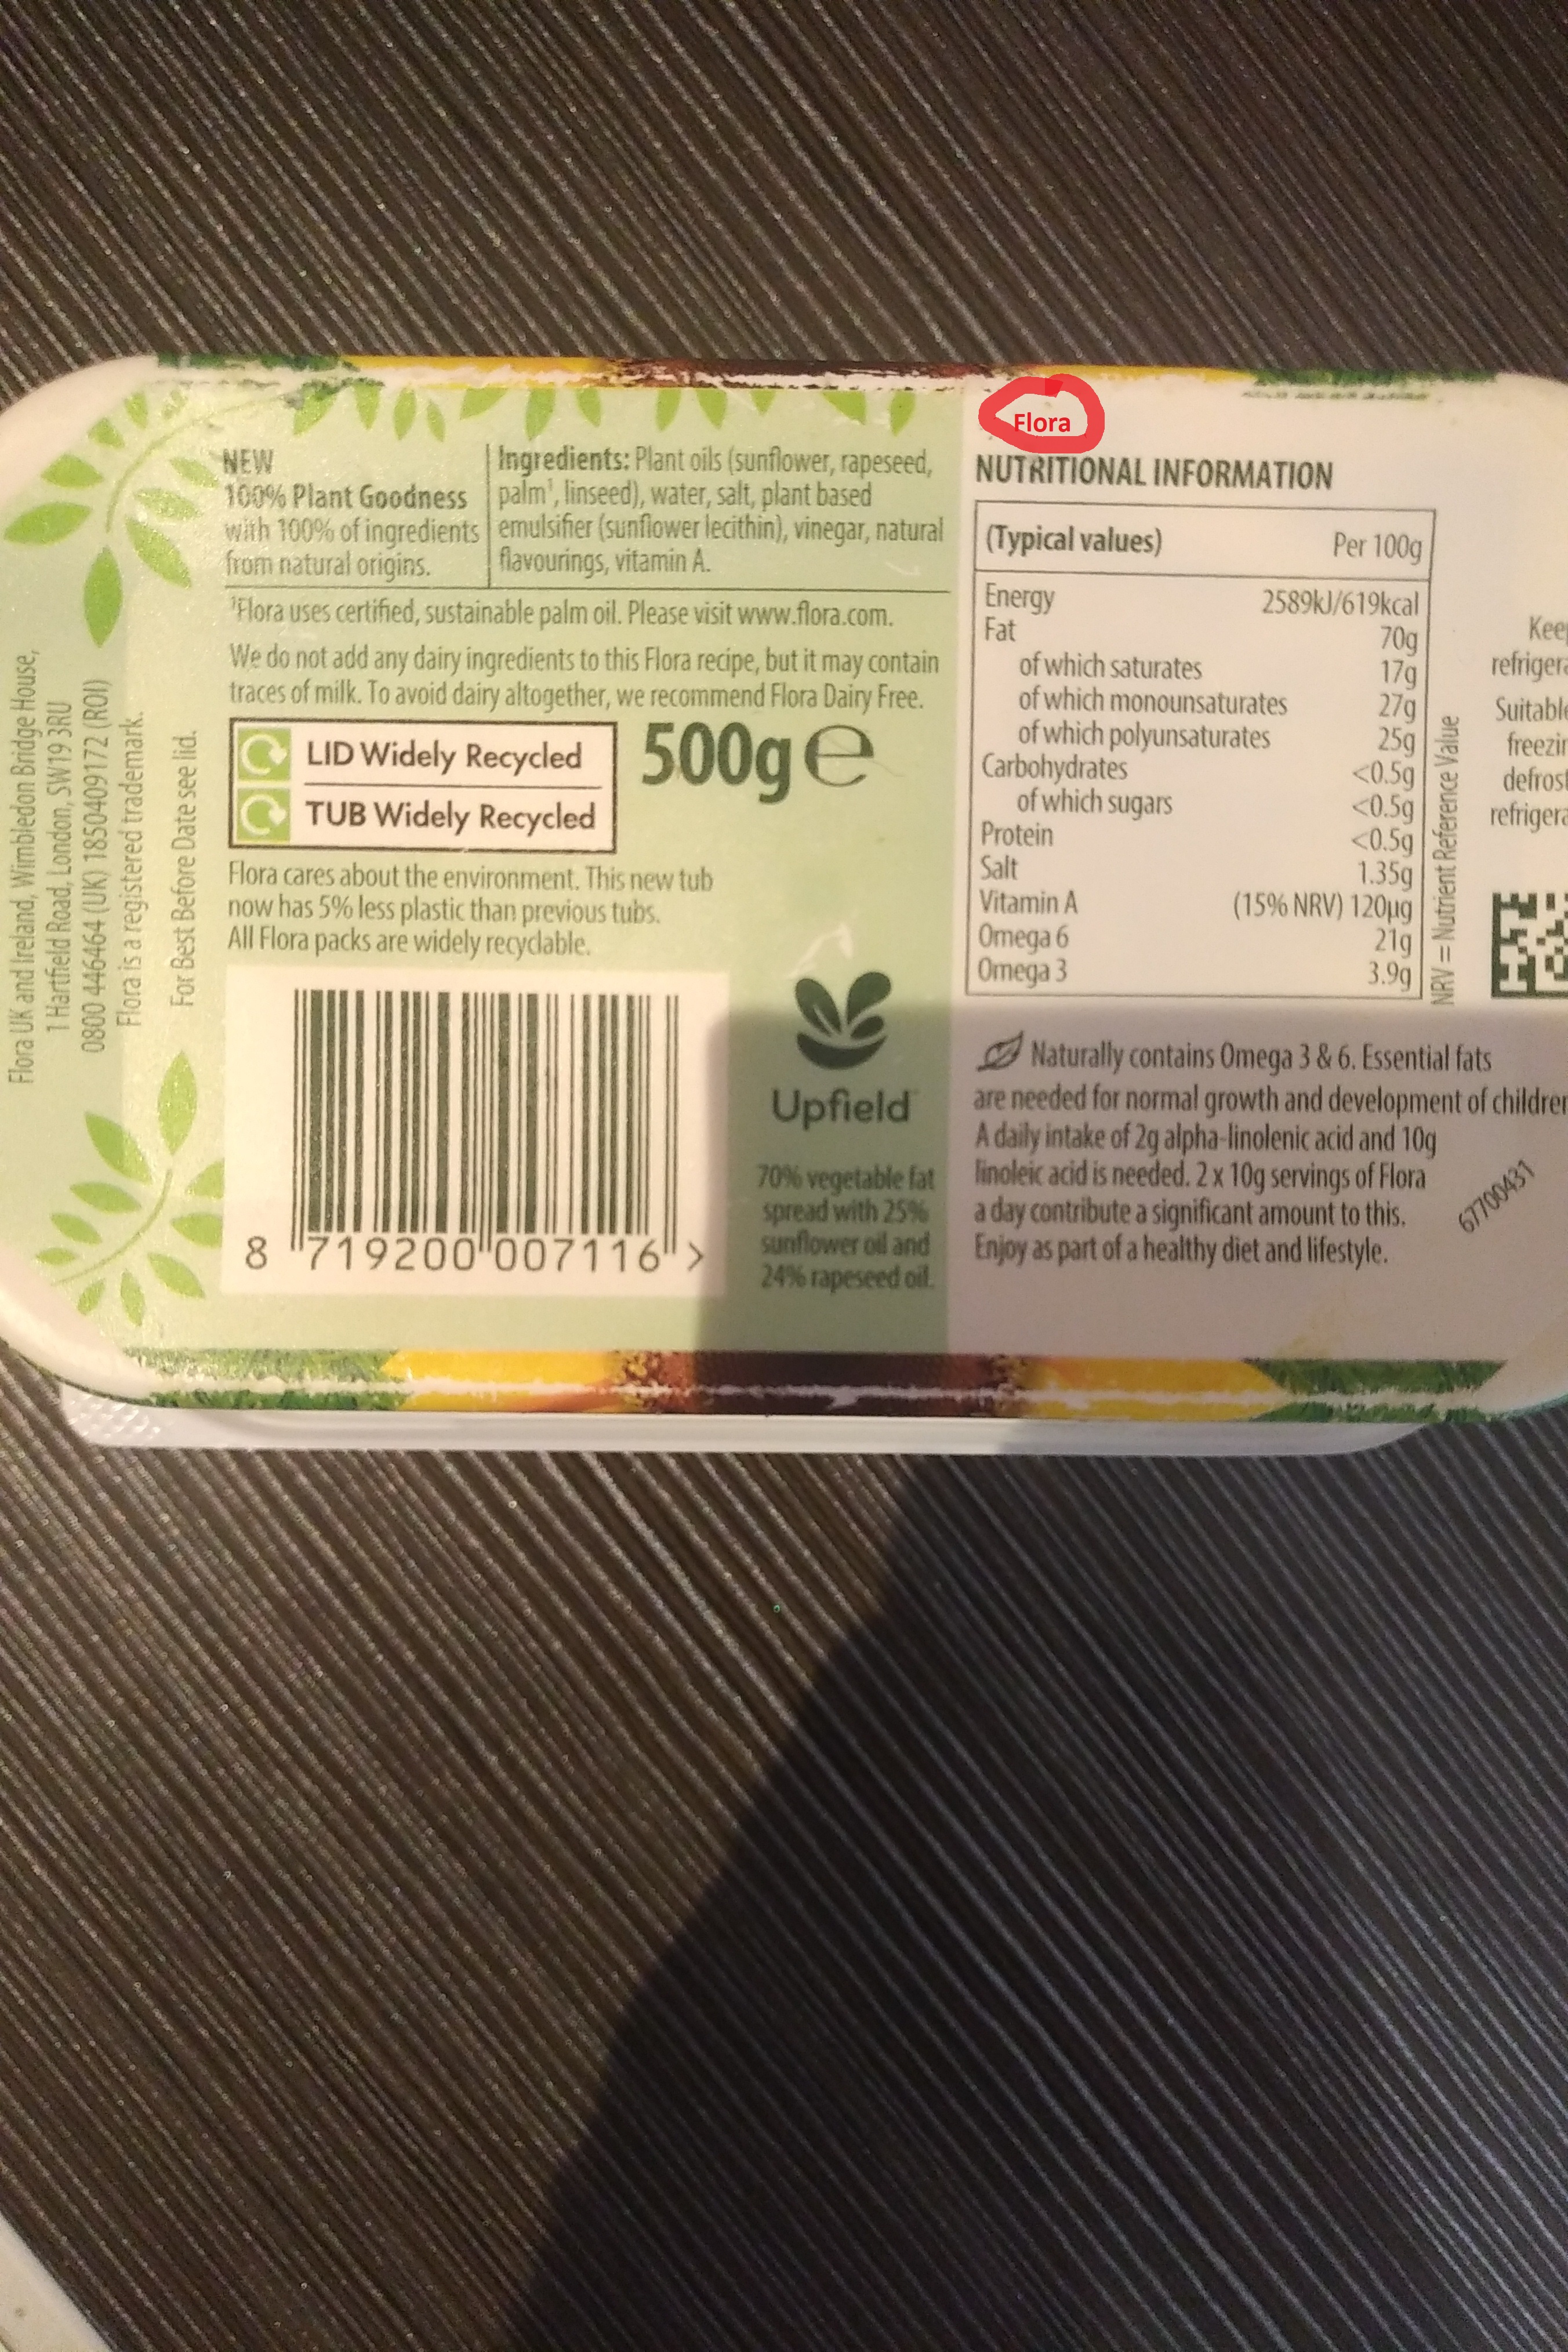 Flora
NEW
100% Plant Goodness
with 100% of ingredients
from natural origins.
Ingredients: Plant oils (sunflower, rapeseed,
palm¹, linseed), water, salt, plant based
emulsifier (sunflower lecithin), vinegar, natural
flavourings, vitamin A.
¹Flora uses certified, sustainable palm oil. Please visit www.flora.com.
We do not add any dairy ingredients to this Flora recipe, but it may contain
traces of milk. To avoid dairy altogether, we recommend Flora Dairy Free.
LID Widely Recycled
TUB Widely Recycled
500g ℮
Flora cares about the environment. This new tub
now has 5% less plastic than previous tubs.
All Flora packs are widely recyclable.
8 719200 007116 >
Upfield™
70% vegetable fat
spread with 25%
sunflower oil and
24% rapeseed oil.
Flora UK and Ireland, Wimbledon Bridge House,
1 Hartfield Road, London, SW19 3RU
0800 446464 (UK) 1850409172 (ROI)
Flora is a registered trademark.
For Best Before Date see lid.
NUTRITIONAL INFORMATION
(Typical values) Per 100g
Energy 2589kJ/619kcal
Fat 70g
of which saturates 17g
of which monounsaturates 27g
of which polyunsaturates 25g
Carbohydrates <0.5g
of which sugars <0.5g
Protein <0.5g
Salt 1.35g
Vitamin A (15% NRV) 120µg
Omega 6 21g
Omega 3 3.9g
NRV = Nutrient Reference Value
Naturally contains Omega 3 & 6. Essential fats
are needed for normal growth and development of children
A daily intake of 2g alpha-linolenic acid and 10g
linoleic acid is needed. 2 x 10g servings of Flora
a day contribute a significant amount to this.
Enjoy as part of a healthy diet and lifestyle.
67700431